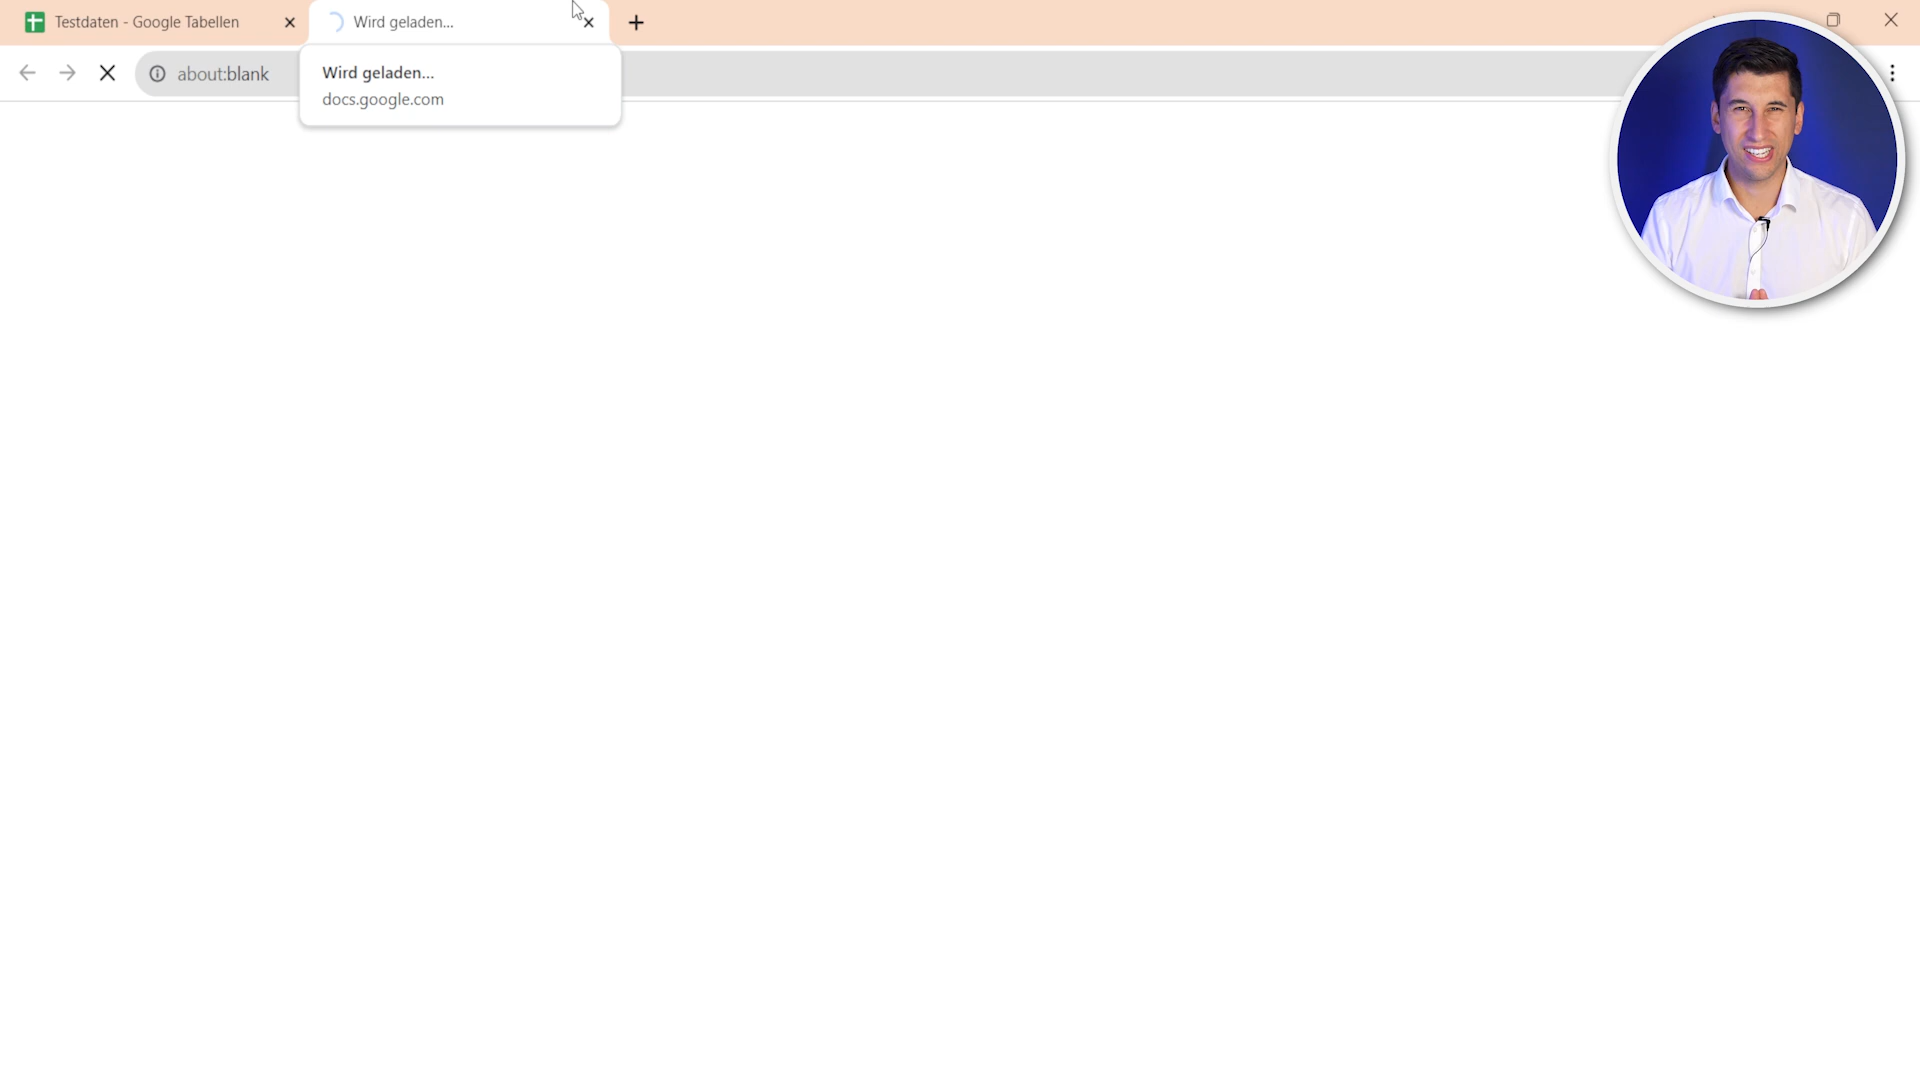 Testdaten - Google Tabellen
Wird geladen...
about:blank
Wird geladen...
docs.google.com